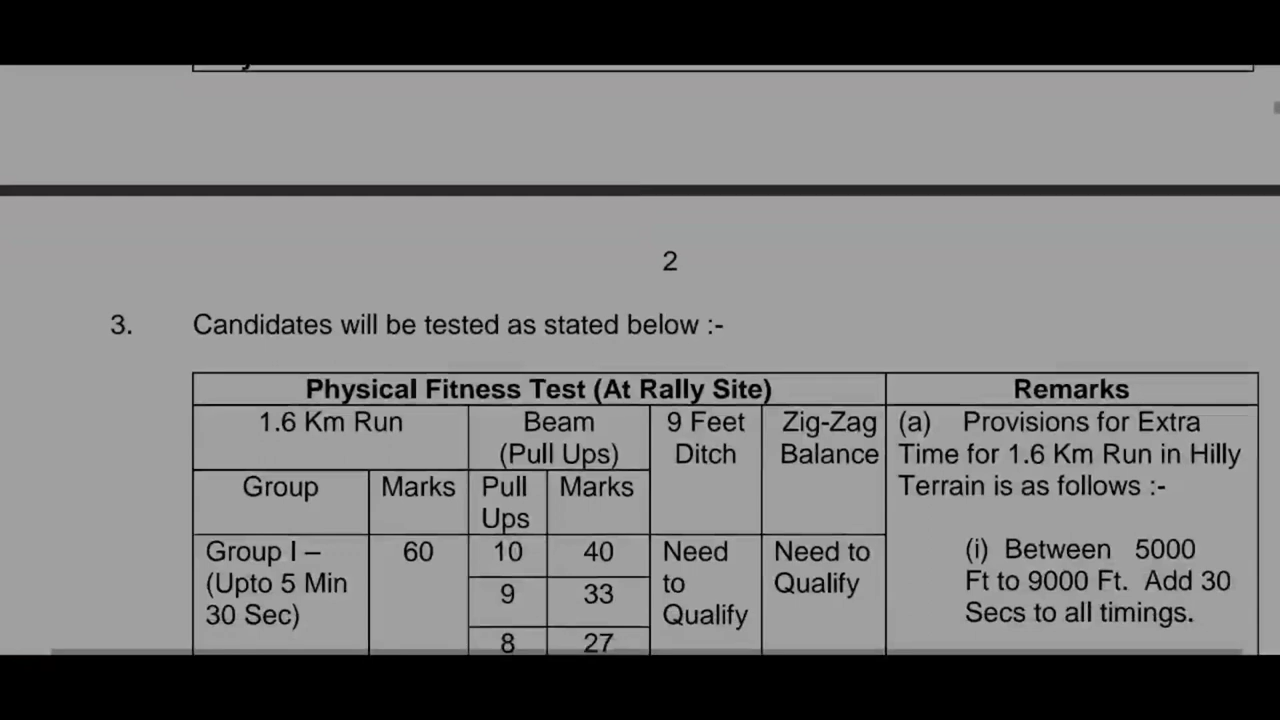 2
3. Candidates will be tested as stated below :-
Physical Fitness Test (At Rally Site) Remarks
1.6 Km Run
Beam
(Pull Ups)
9 Feet
Ditch
Zig-Zag
Balance
Group
Marks
Pull
Ups
Marks
Group I –
(Upto 5 Min
30 Sec)
60
10 40
9 33
8 27
Need
to
Qualify
Need to
Qualify
(a) Provisions for Extra
Time for 1.6 Km Run in Hilly
Terrain is as follows :-
(i) Between 5000
Ft to 9000 Ft. Add 30
Secs to all timings.